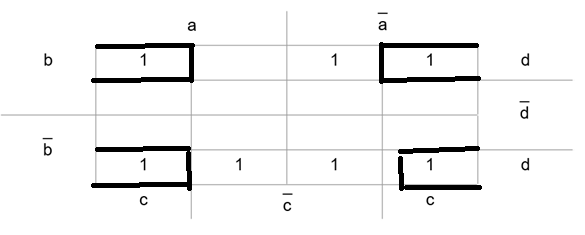 a a̅
b 1 1 1 d
d̅
b̅ 1 1 1 1 d
c c̅ c